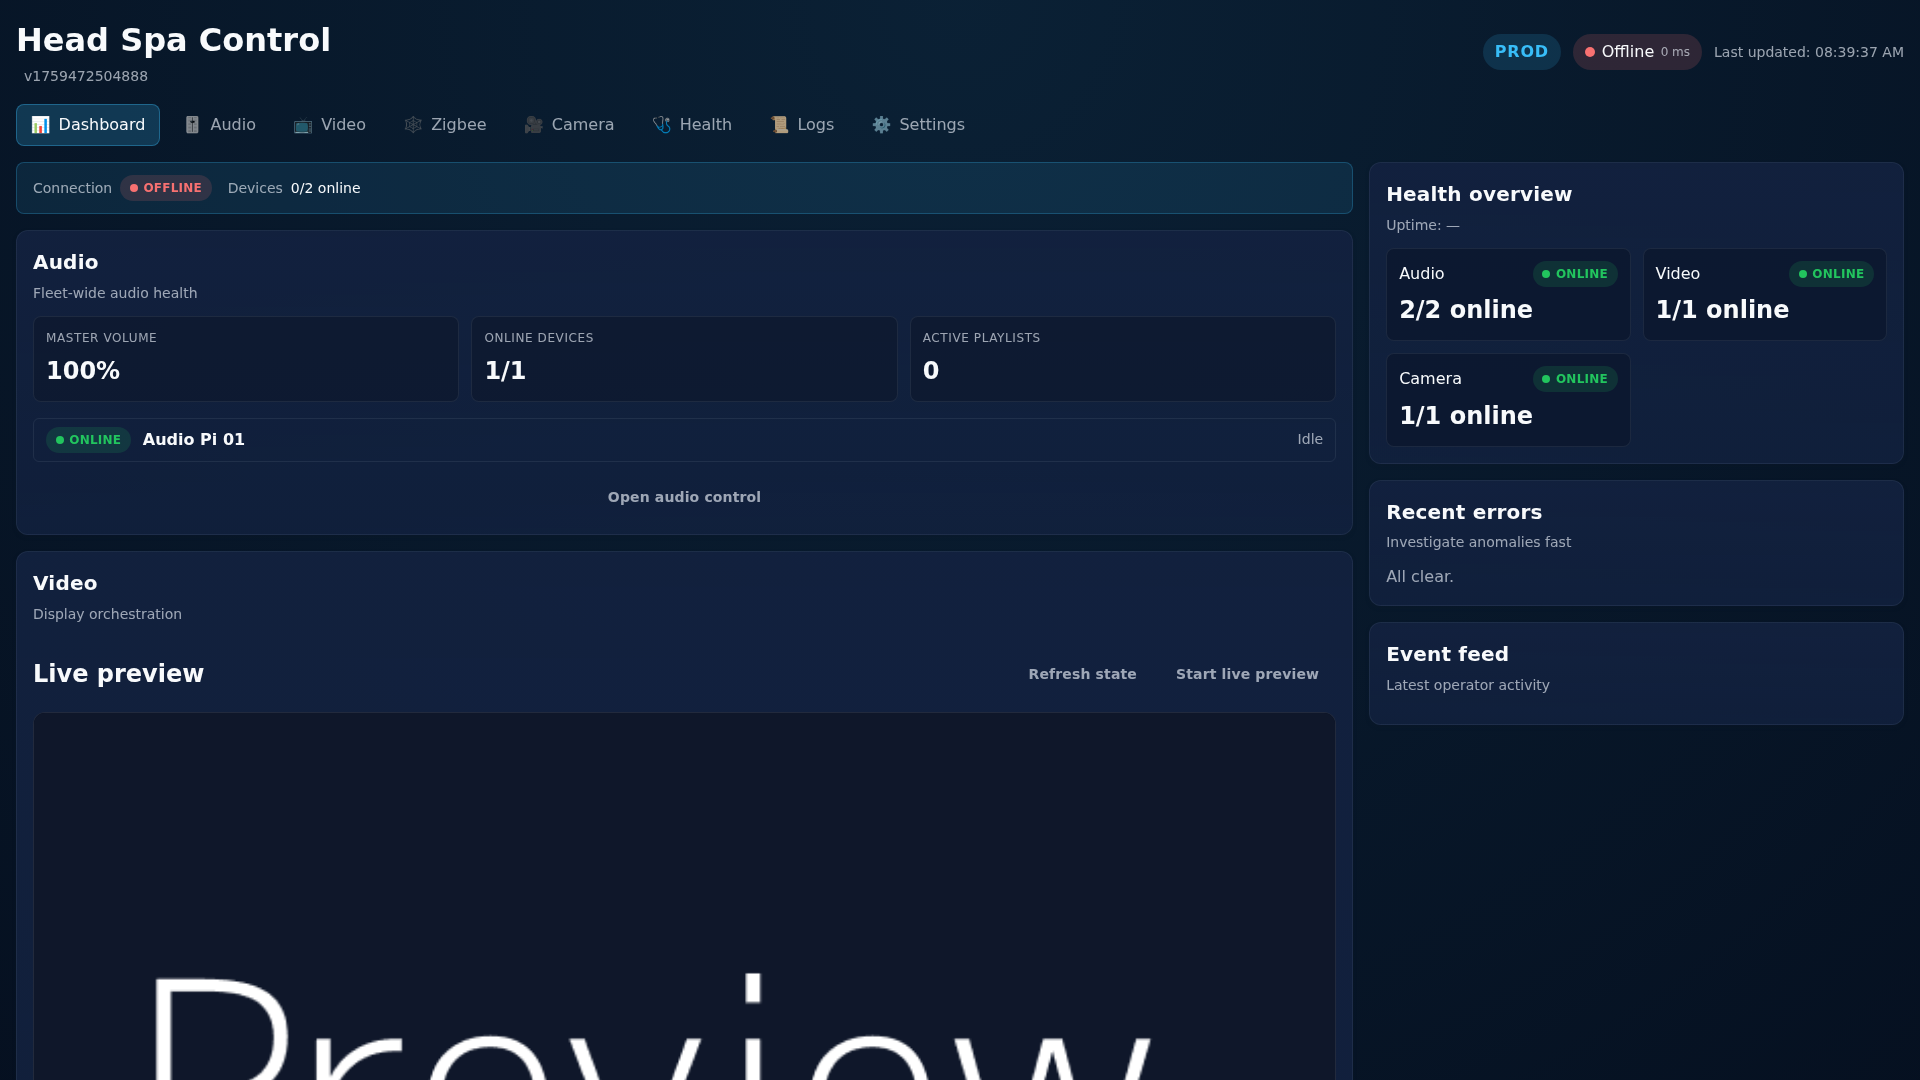 Head Spa Control
v1759472504888
PROD
Offline 0 ms
Last updated: 08:39:37 AM
Dashboard
Audio
Video
Zigbee
Camera
Health
Logs
Settings
Connection OFFLINE Devices 0/2 online
Audio
Fleet-wide audio health
MASTER VOLUME
100%
ONLINE DEVICES
1/1
ACTIVE PLAYLISTS
0
ONLINE Audio Pi 01 Idle
Open audio control
Video
Display orchestration
Live preview
Refresh state
Start live preview
Preview
Health overview
Uptime: —
Audio ONLINE
2/2 online
Video ONLINE
1/1 online
Camera ONLINE
1/1 online
Recent errors
Investigate anomalies fast
All clear.
Event feed
Latest operator activity